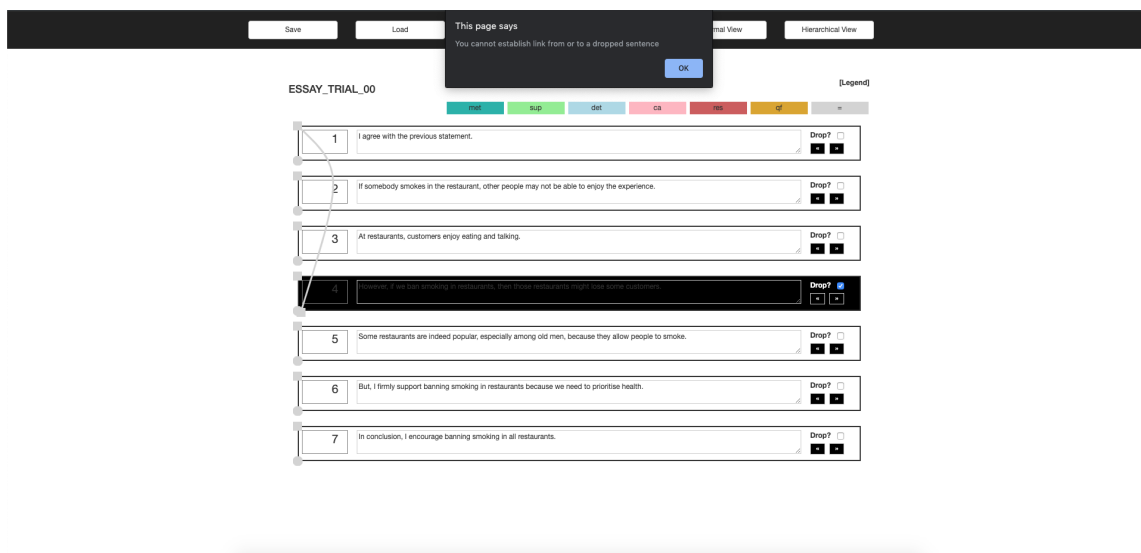 Save
Load
This page says
You cannot establish link from or to a dropped sentence
OK
mal View
Hierarchical View
ESSAY_TRIAL_00
[Legend]
met
sup
det
ca
res
qf
=
1
I agree with the previous statement.
Drop?
« »
2
If somebody smokes in the restaurant, other people may not be able to enjoy the experience.
Drop?
« »
3
At restaurants, customers enjoy eating and talking.
Drop?
« »
4
However, if we ban smoking in restaurants, then those restaurants might lose some customers.
Drop?
« »
5
Some restaurants are indeed popular, especially among old men, because they allow people to smoke.
Drop?
« »
6
But, I firmly support banning smoking in restaurants because we need to prioritise health.
Drop?
« »
7
In conclusion, I encourage banning smoking in all restaurants.
Drop?
« »